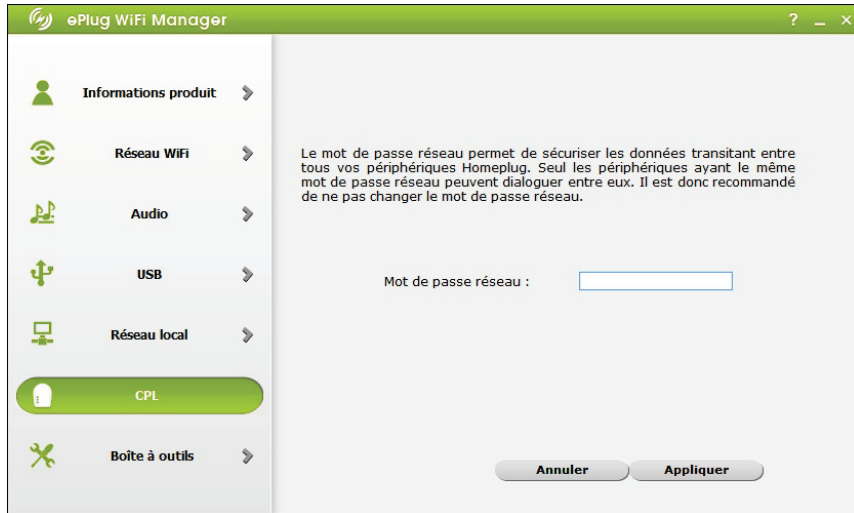 ePlug WiFi Manager
?
Informations produit
Réseau WiFi
Audio
USB
Réseau local
CPL
Boîte à outils
Le mot de passe réseau permet de sécuriser les données transitant entre
tous vos périphériques Homeplug. Seul les périphériques ayant le même
mot de passe réseau peuvent dialoguer entre eux. Il est donc recommandé
de ne pas changer le mot de passe réseau.
Mot de passe réseau :
Annuler
Appliquer